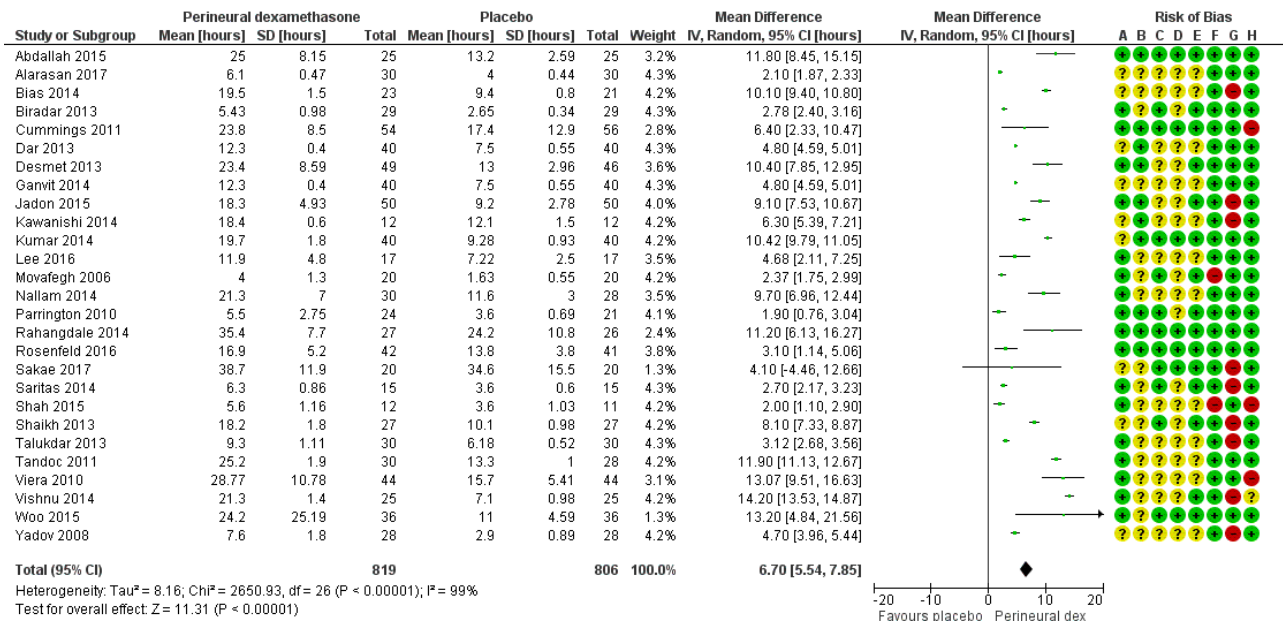 Perineural dexamethasone Placebo Mean Difference Mean Difference Risk of Bias
Study or Subgroup Mean [hours] SD [hours] Total Mean [hours] SD [hours] Total Weight IV, Random, 95% CI [hours] IV, Random, 95% CI [hours] A B C D E F G H
Abdallah 2015 25 8.15 25 13.2 2.59 25 3.2% 11.80 [8.45, 15.15]
Alarasan 2017 6.1 0.47 30 4 0.44 30 4.3% 2.10 [1.87, 2.33]
Bias 2014 19.5 1.5 23 9.4 0.8 21 4.2% 10.10 [9.40, 10.80]
Biradar 2013 5.43 0.98 29 2.65 0.34 29 4.3% 2.78 [2.40, 3.16]
Cummings 2011 23.8 8.5 54 17.4 12.9 56 2.8% 6.40 [2.33, 10.47]
Dar 2013 12.3 0.4 40 7.5 0.55 40 4.3% 4.80 [4.59, 5.01]
Desmet 2013 23.4 8.59 49 13 2.96 46 3.6% 10.40 [7.85, 12.95]
Ganvit 2014 12.3 0.4 40 7.5 0.55 40 4.3% 4.80 [4.59, 5.01]
Jadon 2015 18.3 4.93 50 9.2 2.78 50 4.0% 9.10 [7.53, 10.67]
Kawanishi 2014 18.4 0.6 12 12.1 1.5 12 4.2% 6.30 [5.39, 7.21]
Kumar 2014 19.7 1.8 40 9.28 0.93 40 4.2% 10.42 [9.79, 11.05]
Lee 2016 11.9 4.8 17 7.22 2.5 17 3.6% 4.68 [2.11, 7.25]
Movafegh 2006 4 1.3 20 1.63 0.55 20 4.2% 2.37 [1.75, 2.99]
Nallam 2014 21.3 7 30 11.6 3 28 3.5% 9.70 [6.96, 12.44]
Parrington 2010 5.5 2.75 24 3.6 0.69 21 4.1% 1.90 [0.76, 3.04]
Rahangdale 2014 35.4 7.7 27 24.2 10.8 26 2.4% 11.20 [6.13, 16.27]
Rosenfeld 2016 16.9 5.2 42 13.8 3.8 41 3.8% 3.10 [1.14, 5.06]
Sakae 2017 38.7 11.9 20 34.6 15.5 20 1.3% 4.10 [-4.46, 12.66]
Saritas 2014 6.3 0.86 15 3.6 0.6 15 4.2% 2.70 [2.17, 3.23]
Shah 2015 5.6 1.16 12 3.6 1.03 11 4.2% 2.00 [1.10, 2.90]
Shaikh 2013 18.2 1.8 27 10.1 0.98 27 4.2% 8.10 [7.33, 8.87]
Talukdar 2013 9.3 1.11 30 6.18 0.52 30 4.3% 3.12 [2.68, 3.56]
Tandoc 2011 25.2 1.9 30 13.3 1 28 4.2% 11.90 [11.13, 12.67]
Viera 2010 28.77 10.78 44 15.7 5.41 44 3.1% 13.07 [9.51, 16.63]
Vishnu 2014 21.3 1.4 25 7.1 0.98 25 4.2% 14.20 [13.53, 14.87]
Woo 2015 24.2 25.19 36 11 4.59 36 1.3% 13.20 [4.84, 21.56]
Yadov 2008 7.6 1.8 28 2.9 0.89 28 4.2% 4.70 [3.96, 5.44]
Total (95% CI) 819 806 100.0% 6.70 [5.54, 7.85]
Heterogeneity: Tau² = 8.16; Chi² = 2650.93, df = 26 (P < 0.00001); I² = 99%
Test for overall effect: Z = 11.31 (P < 0.00001)
-20 -10 0 10 20
Favours placebo Perineural dex